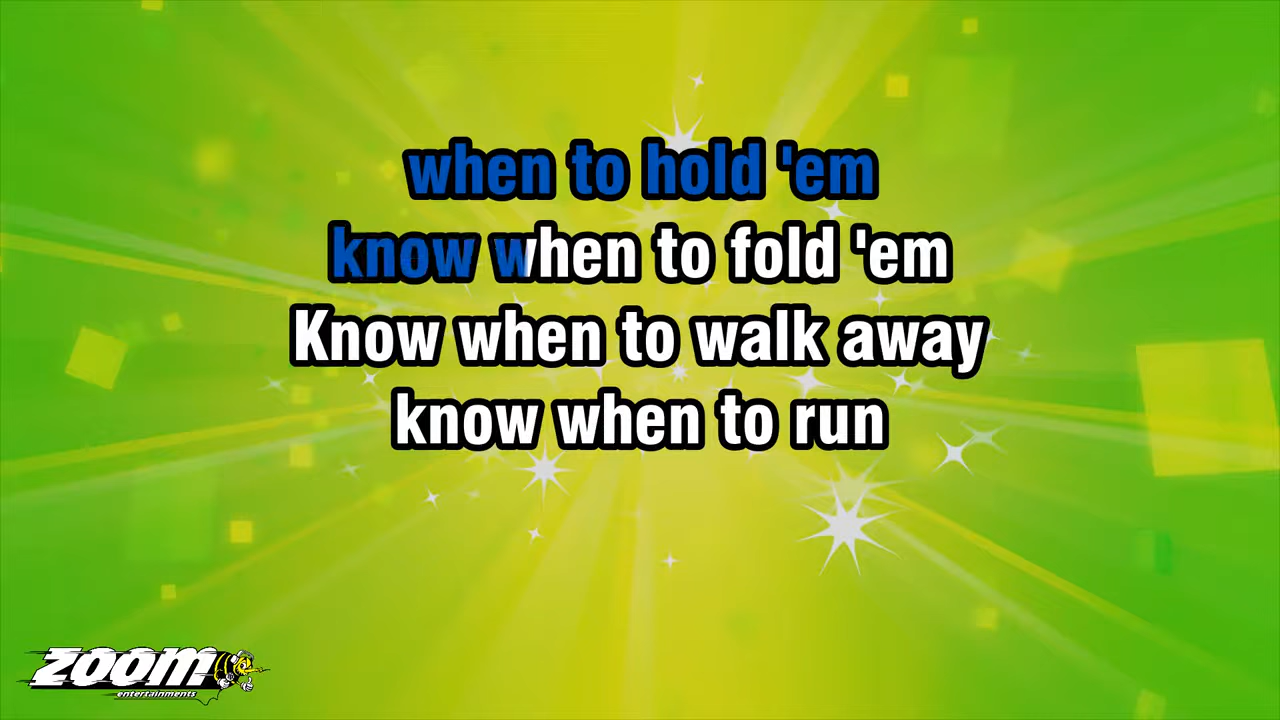 when to hold 'em
know when to fold 'em
Know when to walk away
know when to run
ZOOM
entertainments